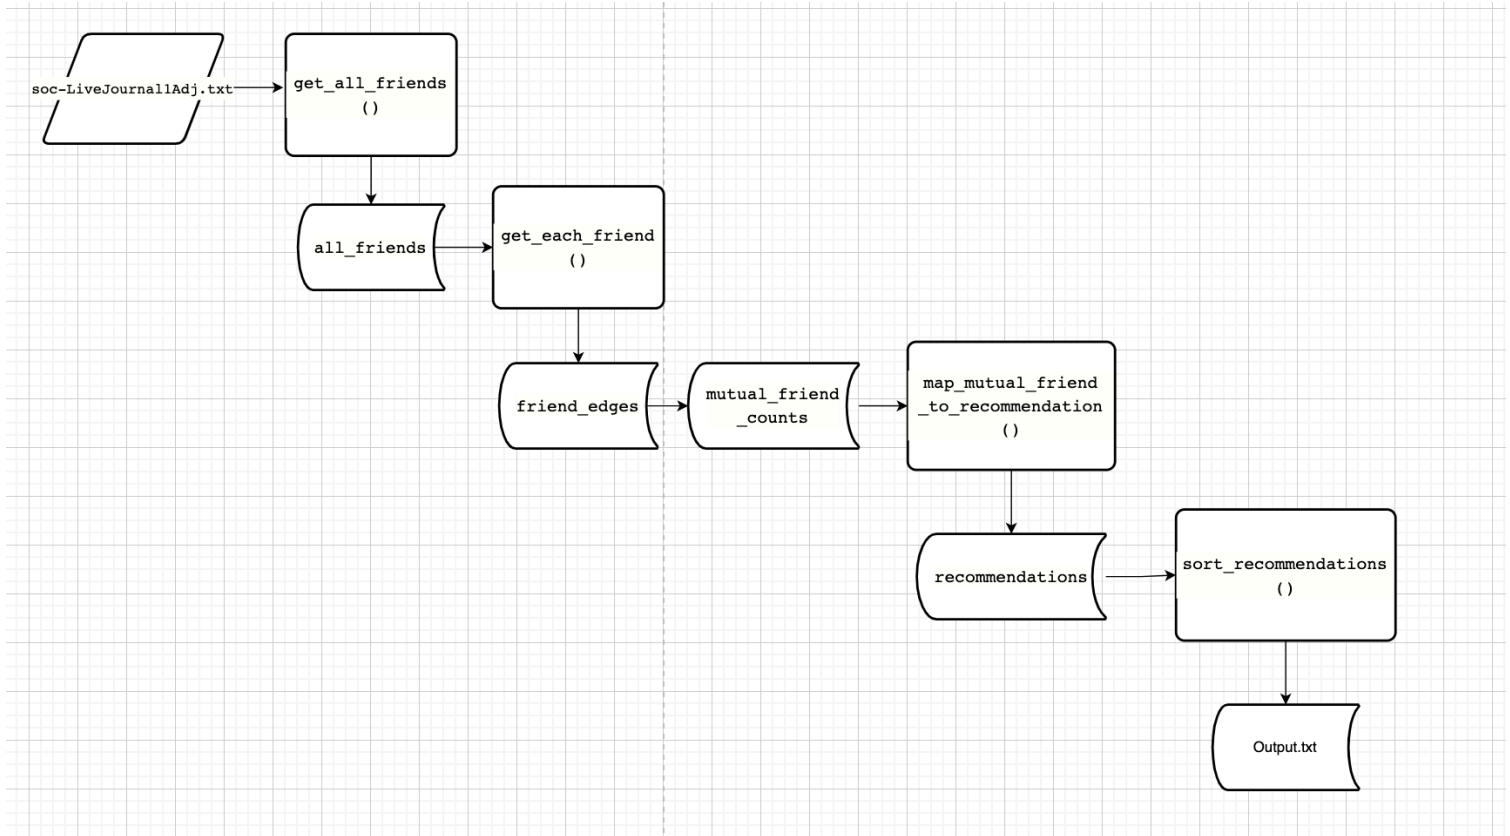 soc-LiveJournal1Adj.txt
get_all_friends
()
all_friends
get_each_friend
()
friend_edges
mutual_friend
_counts
map_mutual_friend
_to_recommendation
()
recommendations
sort_recommendations
()
Output.txt